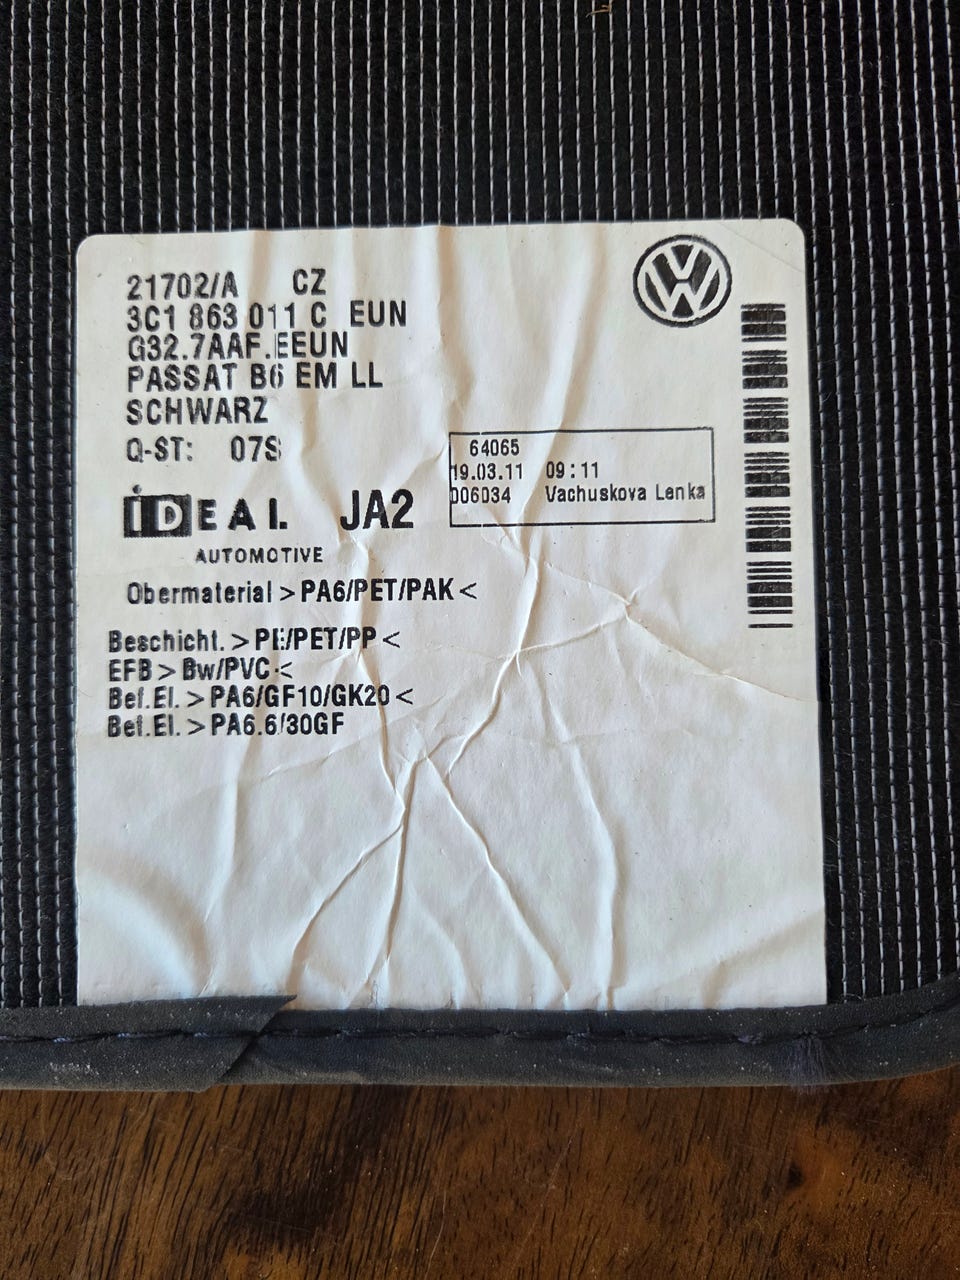 21702/A CZ
3C1 863 011 C EUN
G32.7AAF.EEUN
PASSAT B6 EM LL
SCHWARZ
Q-ST: 07S
64065
19.03.11 09:11
006034 Vachuskova Lenka
iDEAL JA2
AUTOMOTIVE
Obermaterial >PA6/PET/PAK<
Beschicht. >PE/PET/PP<
EFB >Bw/PVC<
Bef.El. >PA6/GF10/GK20<
Bef.El. >PA6.6/30GF